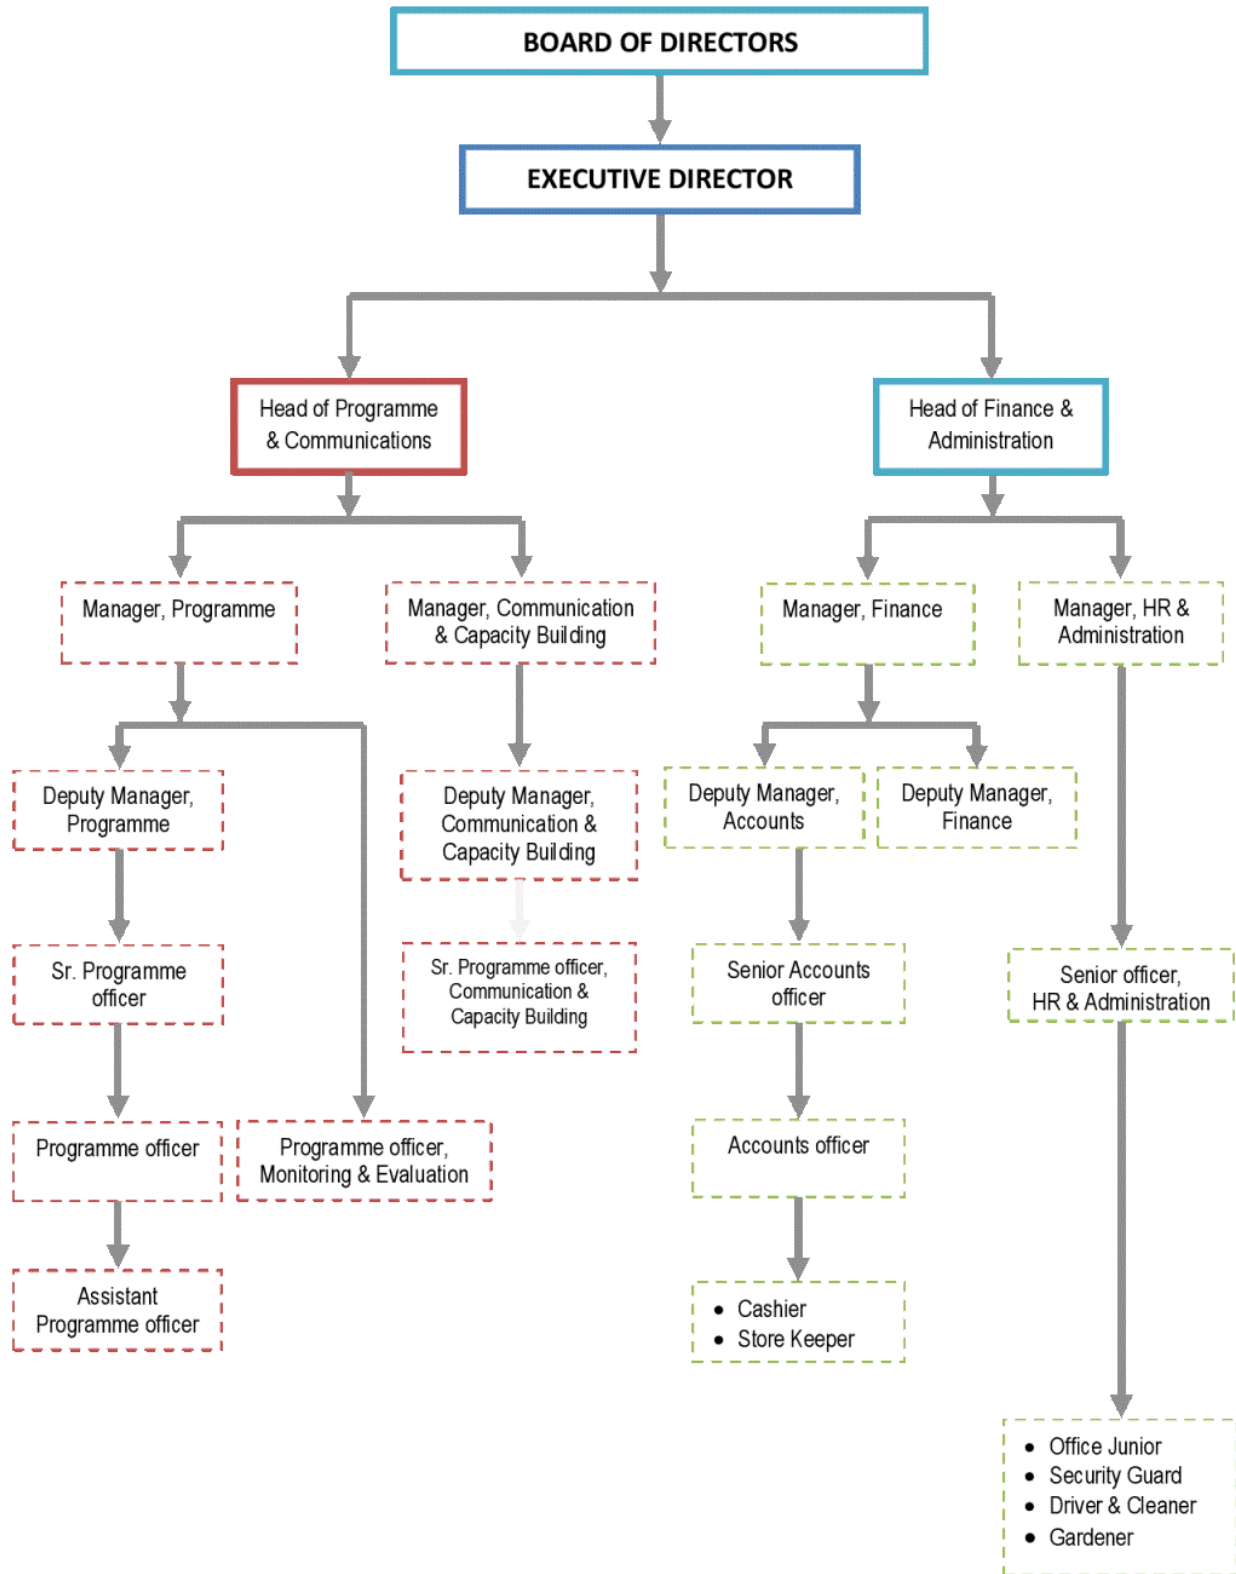 BOARD OF DIRECTORS
EXECUTIVE DIRECTOR
Head of Programme
& Communications
Head of Finance &
Administration
Manager, Programme
Manager, Communication
& Capacity Building
Manager, Finance
Manager, HR &
Administration
Deputy Manager,
Programme
Deputy Manager,
Communication &
Capacity Building
Deputy Manager,
Accounts
Deputy Manager,
Finance
Sr. Programme
officer
Sr. Programme officer,
Communication &
Capacity Building
Senior Accounts
officer
Senior officer,
HR & Administration
Programme officer
Programme officer,
Monitoring & Evaluation
Accounts officer
Assistant
Programme officer
• Cashier
• Store Keeper
• Office Junior
• Security Guard
• Driver & Cleaner
• Gardener